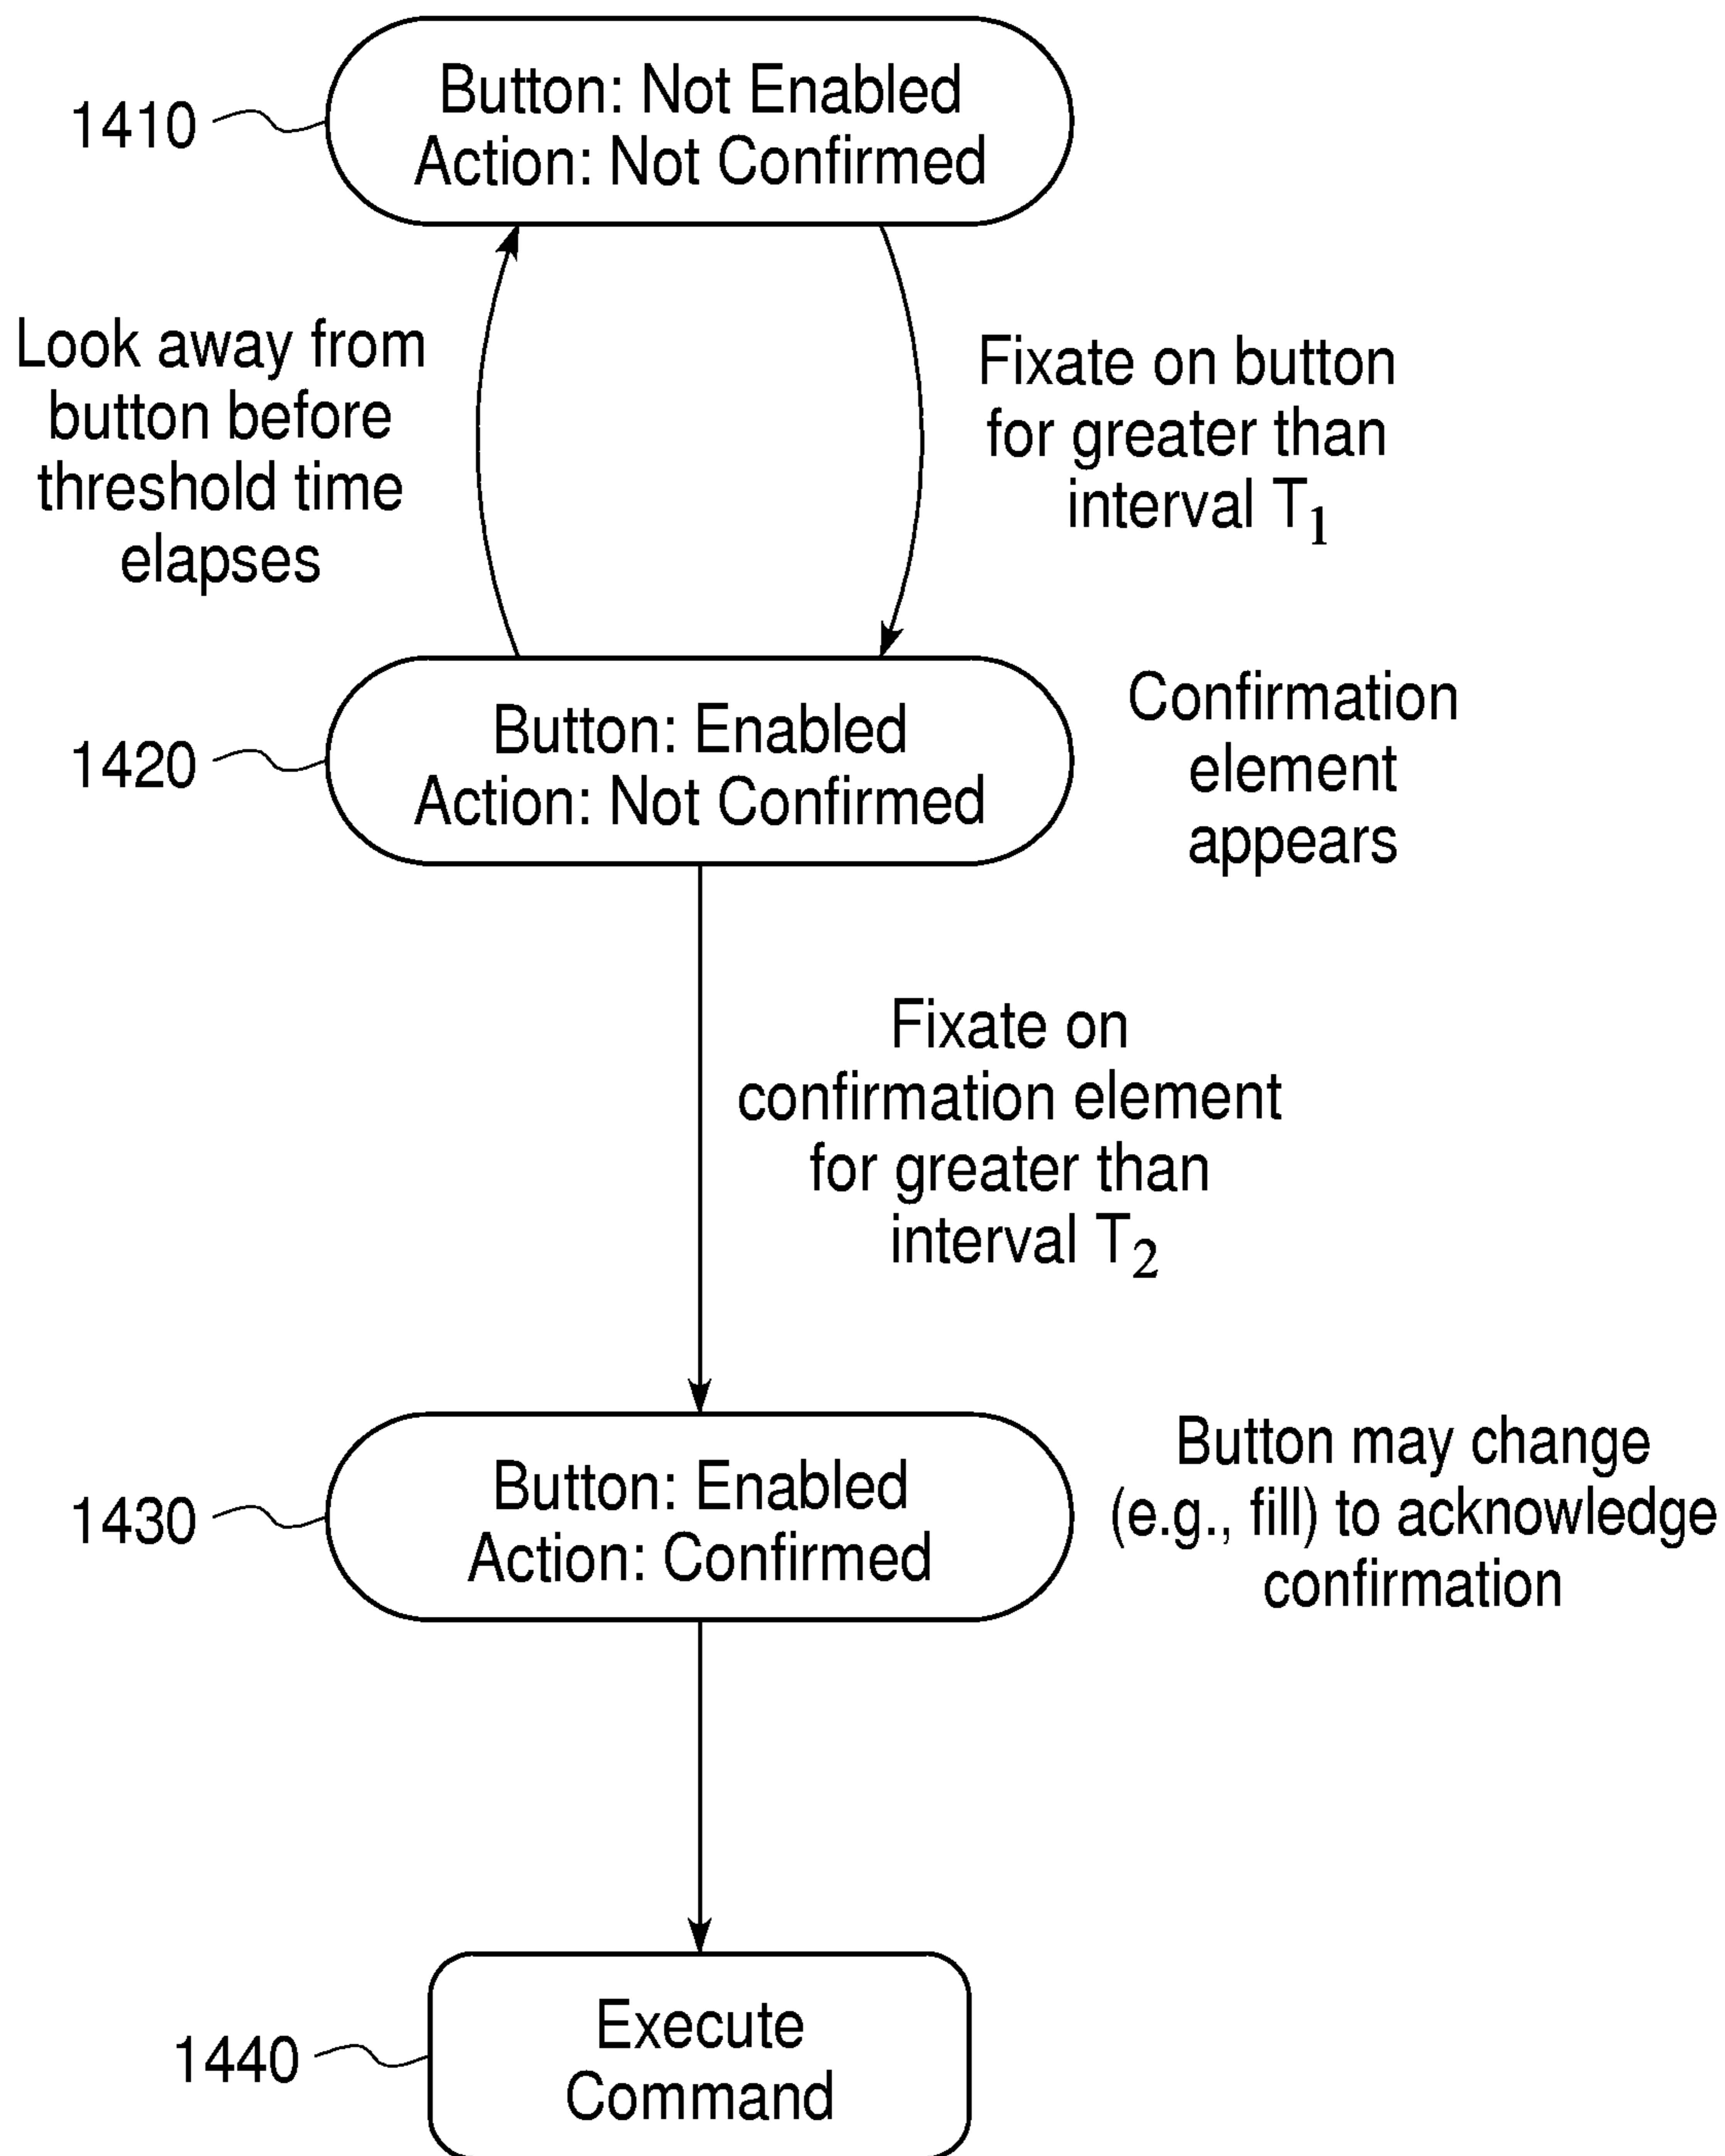 1410
Button: Not Enabled
Action: Not Confirmed
Look away from
button before
threshold time
elapses
Fixate on button
for greater than
interval T1
1420
Button: Enabled
Action: Not Confirmed
Confirmation
element
appears
Fixate on
confirmation element
for greater than
interval T2
1430
Button: Enabled
Action: Confirmed
Button may change
(e.g., fill) to acknowledge
confirmation
1440
Execute
Command